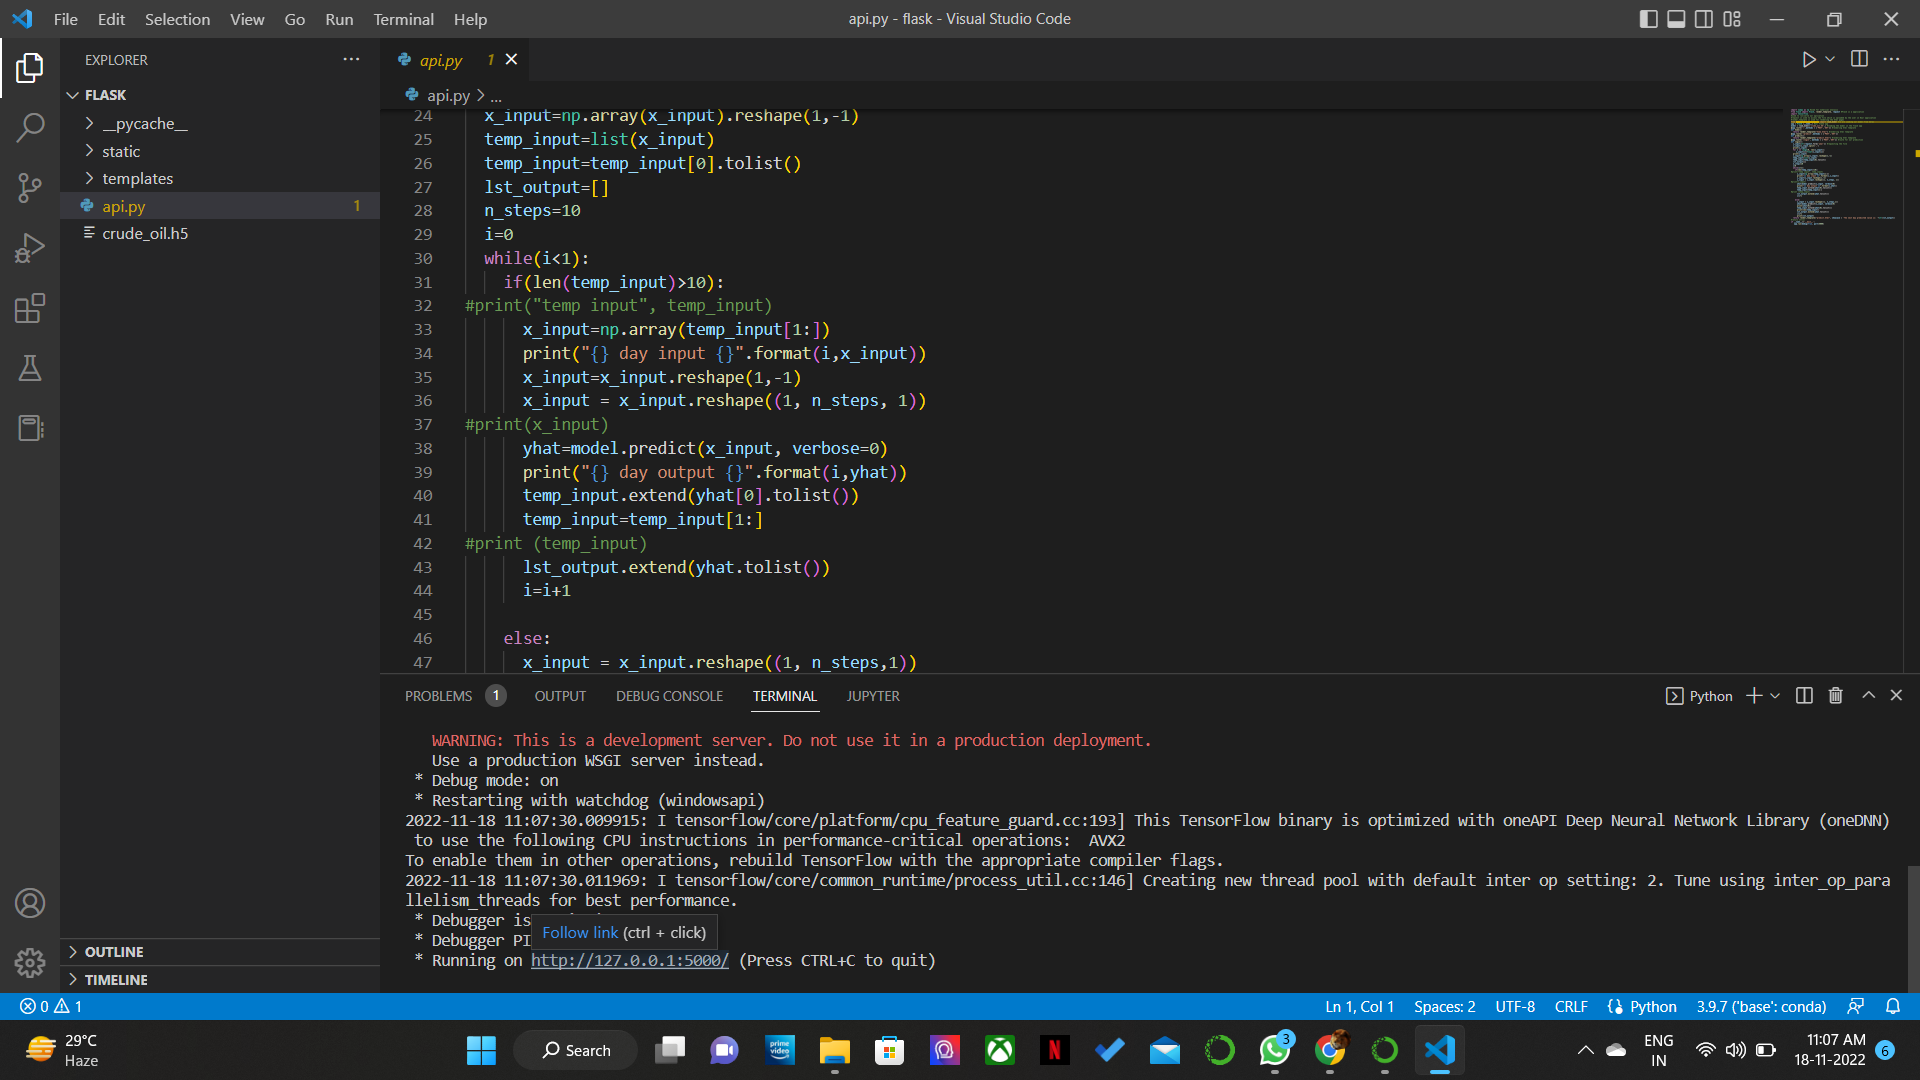 File Edit Selection View Go Run Terminal Help
api.py - flask - Visual Studio Code
EXPLORER
FLASK
__pycache__
static
templates
api.py 1
crude_oil.h5
OUTLINE
TIMELINE
api.py 1
api.py > ...
24 x_input=np.array(x_input).reshape(1,-1)
25 temp_input=list(x_input)
26 temp_input=temp_input[0].tolist()
27 lst_output=[]
28 n_steps=10
29 i=0
30 while(i<1):
31 if(len(temp_input)>10):
32 #print("temp input", temp_input)
33 x_input=np.array(temp_input[1:])
34 print("{} day input {}".format(i,x_input))
35 x_input=x_input.reshape(1,-1)
36 x_input = x_input.reshape((1, n_steps, 1))
37 #print(x_input)
38 yhat=model.predict(x_input, verbose=0)
39 print("{} day output {}".format(i,yhat))
40 temp_input.extend(yhat[0].tolist())
41 temp_input=temp_input[1:]
42 #print (temp_input)
43 lst_output.extend(yhat.tolist())
44 i=i+1
45
46 else:
47 x_input = x_input.reshape((1, n_steps,1))
PROBLEMS 1 OUTPUT DEBUG CONSOLE TERMINAL JUPYTER
Python
WARNING: This is a development server. Do not use it in a production deployment.
Use a production WSGI server instead.
* Debug mode: on
* Restarting with watchdog (windowsapi)
2022-11-18 11:07:30.009915: I tensorflow/core/platform/cpu_feature_guard.cc:193] This TensorFlow binary is optimized with oneAPI Deep Neural Network Library (oneDNN)
to use the following CPU instructions in performance-critical operations:  AVX2
To enable them in other operations, rebuild TensorFlow with the appropriate compiler flags.
2022-11-18 11:07:30.011969: I tensorflow/core/common_runtime/process_util.cc:146] Creating new thread pool with default inter op setting: 2. Tune using inter_op_para
llelism_threads for best performance.
* Debugger is
Follow link (ctrl + click)
* Debugger PI
* Running on http://127.0.0.1:5000/ (Press CTRL+C to quit)
0 1
Ln 1, Col 1 Spaces: 2 UTF-8 CRLF Python 3.9.7 ('base': conda)
29°C
Haze
Search
prime video
3
ENG
IN
11:07 AM
18-11-2022
6